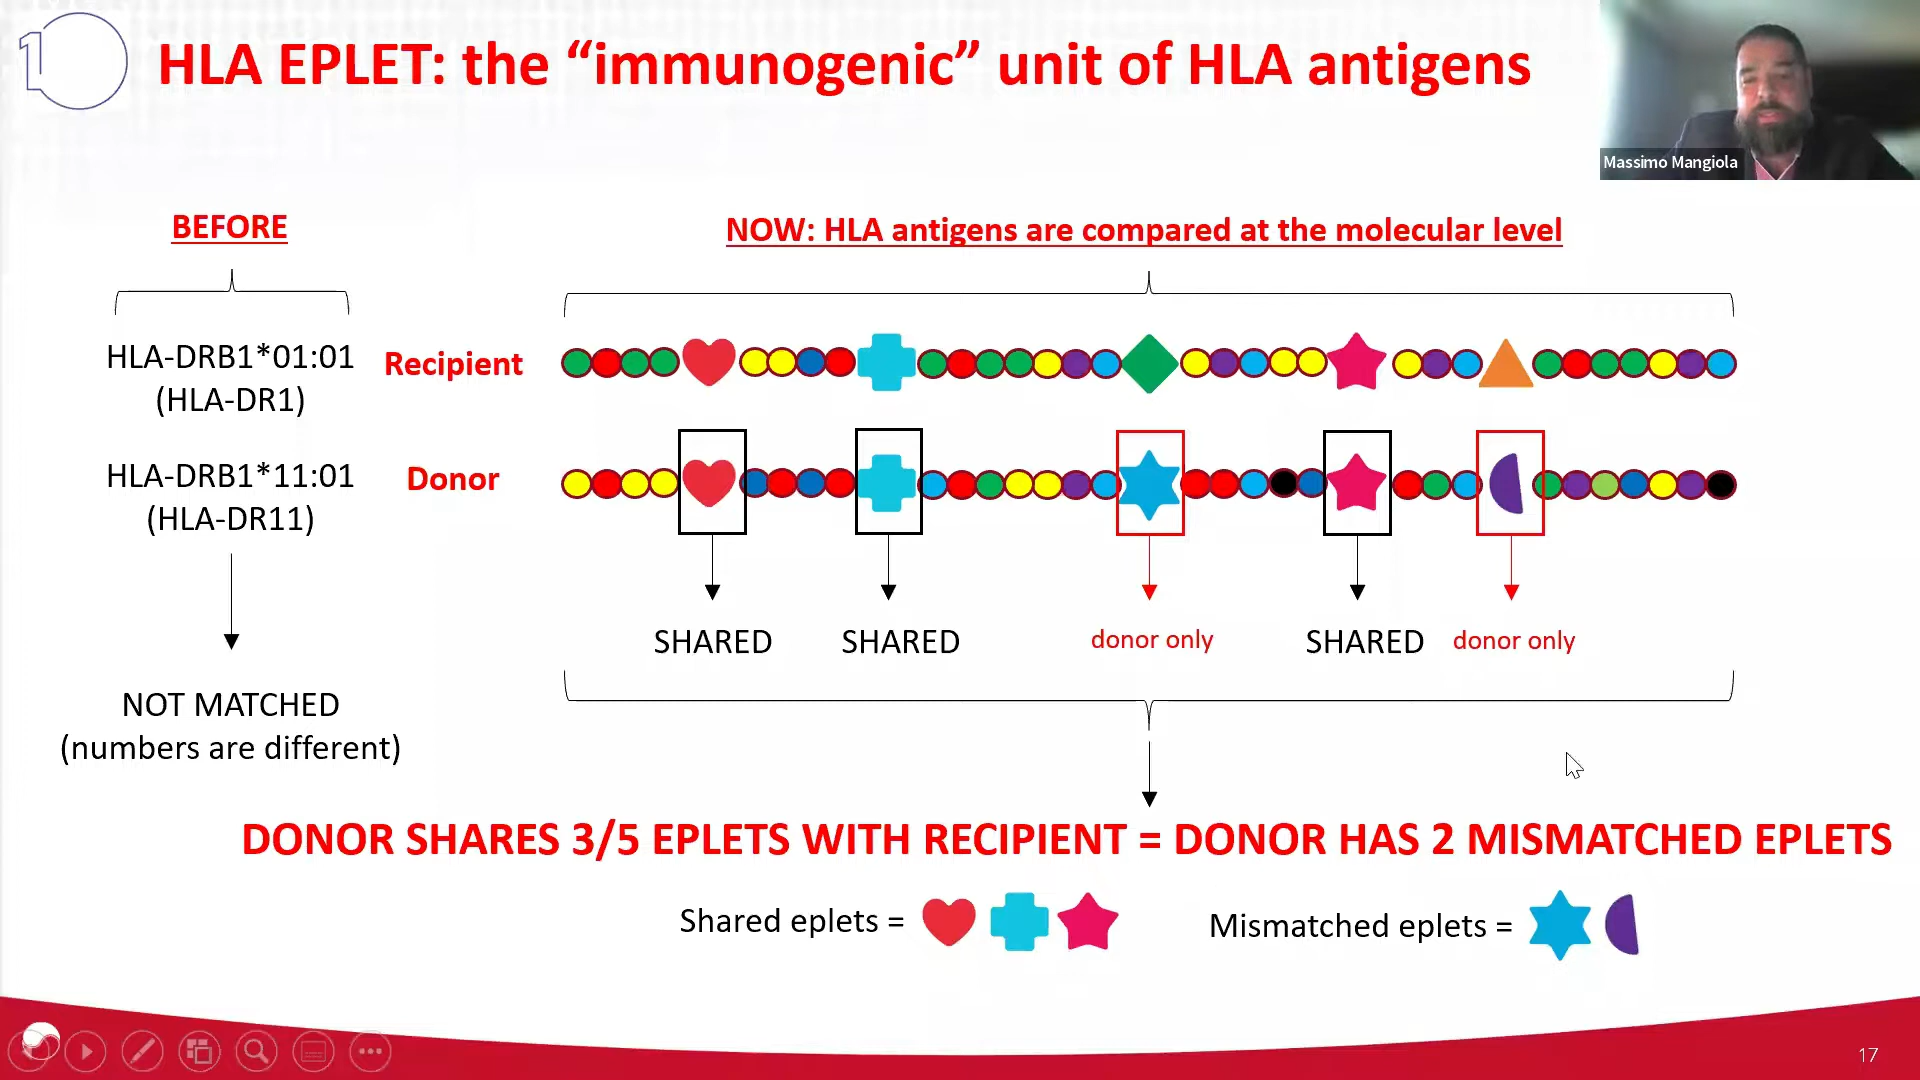 HLA EPLET: the “immunogenic” unit of HLA antigens
Massimo Mangiola
BEFORE
NOW: HLA antigens are compared at the molecular level
HLA-DRB1*01:01
(HLA-DR1)
Recipient
HLA-DRB1*11:01
(HLA-DR11)
Donor
SHARED
SHARED
donor only
SHARED
donor only
NOT MATCHED
(numbers are different)
DONOR SHARES 3/5 EPLETS WITH RECIPIENT = DONOR HAS 2 MISMATCHED EPLETS
Shared eplets =
Mismatched eplets =
17